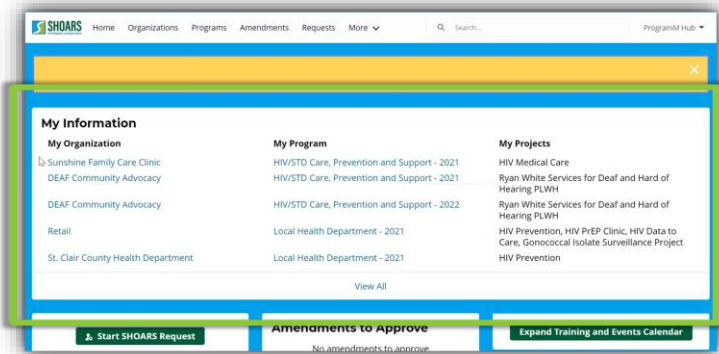 SHOARS Home Organizations Programs Amendments Requests More Search... ProgramM Hub
My Information
My Organization My Program My Projects
Sunshine Family Care Clinic HIV/STD Care, Prevention and Support - 2021 HIV Medical Care
DEAF Community Advocacy HIV/STD Care, Prevention and Support - 2021 Ryan White Services for Deaf and Hard of
Hearing PLWH
DEAF Community Advocacy HIV/STD Care, Prevention and Support - 2022 Ryan White Services for Deaf and Hard of
Hearing PLWH
Retail Local Health Department - 2021 HIV Prevention, HIV PrEP Clinic, HIV Data to
Care, Gonococcal Isolate Surveillance Project
St. Clair County Health Department Local Health Department - 2021 HIV Prevention
View All
Start SHOARS Request Amendments to Approve Expand Training and Events Calendar
No amendments to approve